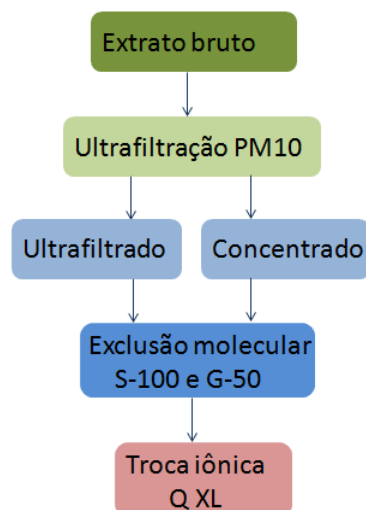 Extrato bruto
Ultrafiltração PM10
Ultrafiltrado
Concentrado
Exclusão molecular
S-100 e G-50
Troca iônica
Q XL